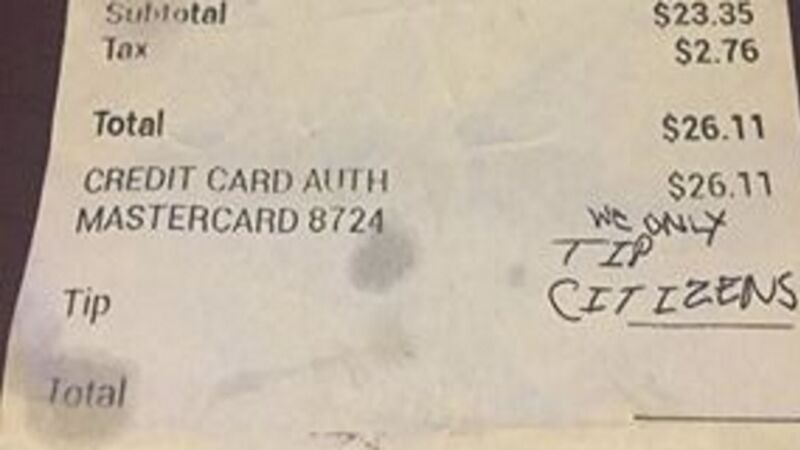 Subtotal $23.35
Tax $2.76
Total $26.11
CREDIT CARD AUTH $26.11
MASTERCARD 8724
WE ONLY
TIP
CITIZENS
Tip
Total